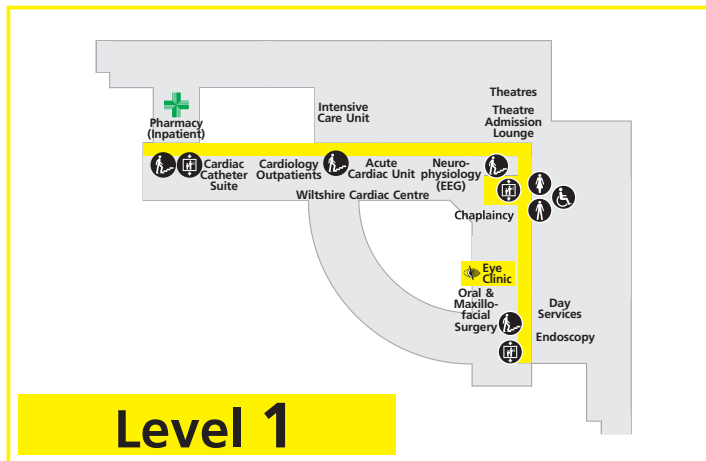 Theatres
Theatre
Admission
Lounge
Intensive
Care Unit
Pharmacy
(Inpatient)
Cardiac
Catheter
Suite
Cardiology
Outpatients
Acute
Cardiac Unit
Neuro-
physiology
(EEG)
Wiltshire Cardiac Centre
Chaplaincy
Eye
Clinic
Oral &
Maxillo-
facial
Surgery
Day
Services
Endoscopy
Level 1